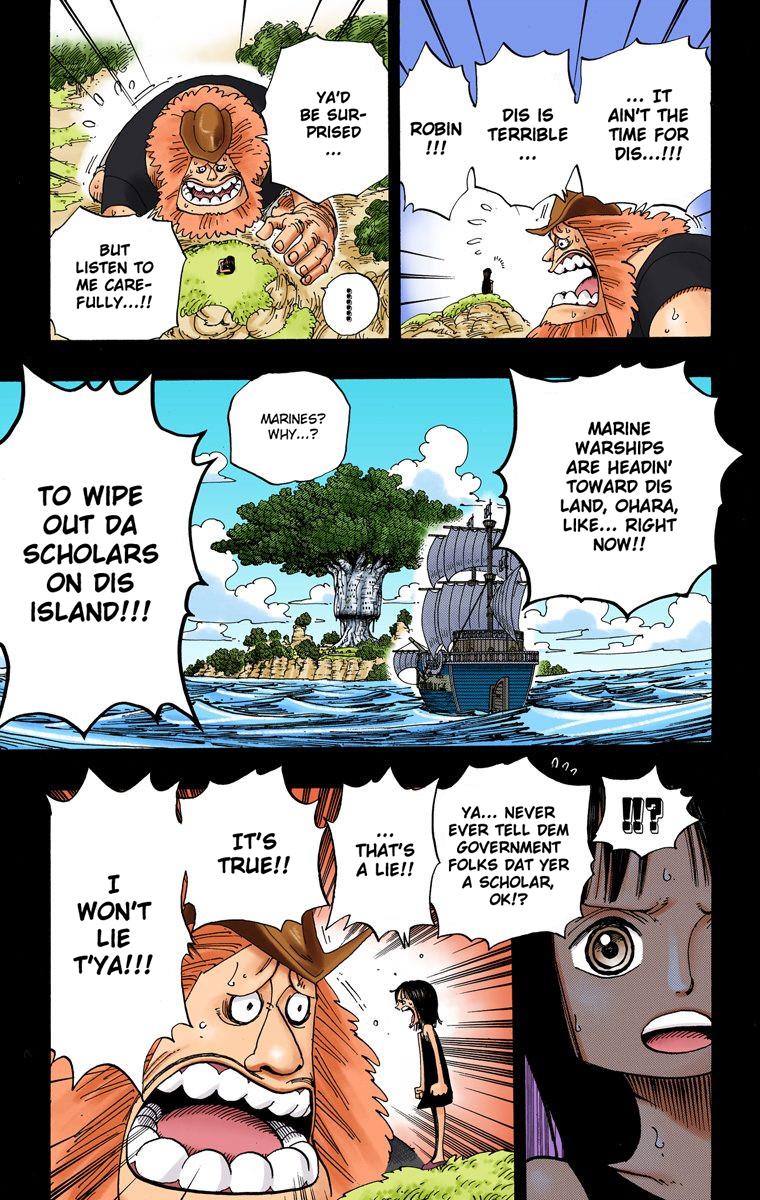 ... IT
AIN'T THE
TIME FOR
DIS...!!!
DIS IS
TERRIBLE
...
ROBIN
!!!
YA'D
BE SUR-
PRISED
...
BUT
LISTEN TO
ME CARE-
FULLY...!!
......
MARINE
WARSHIPS
ARE HEADIN'
TOWARD DIS
LAND, OHARA,
LIKE... RIGHT
NOW!!
MARINES?
WHY...?
TO WIPE
OUT DA
SCHOLARS
ON DIS
ISLAND!!!
!!?
YA... NEVER
EVER TELL DEM
GOVERNMENT
FOLKS DAT YER
A SCHOLAR,
OK!?
...
THAT'S
A LIE!!
IT'S
TRUE!!
I
WON'T
LIE
T'YA!!!